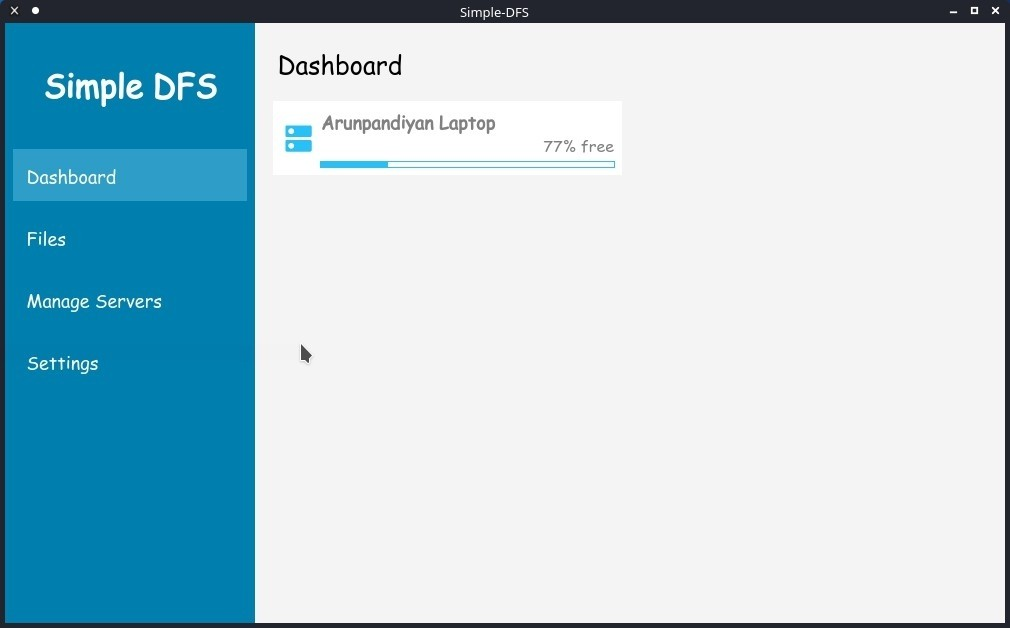 Simple-DFS
Simple DFS
Dashboard
Files
Manage Servers
Settings
Dashboard
Arunpandiyan Laptop
77% free